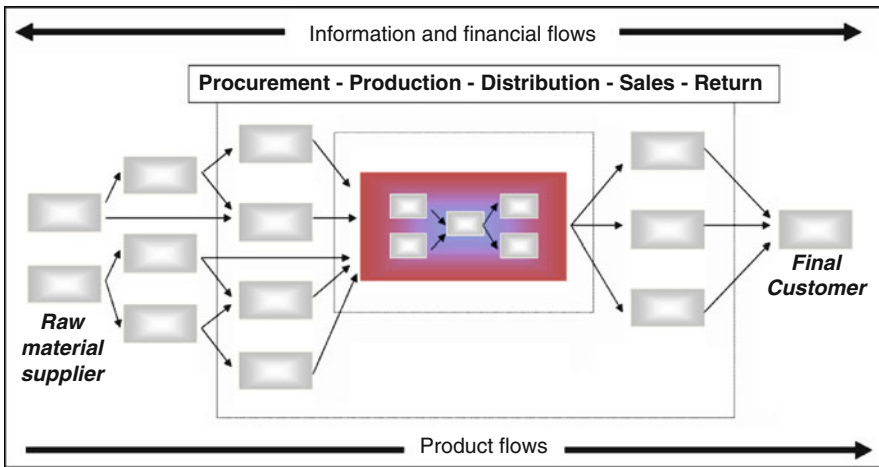 Information and financial flows
Procurement - Production - Distribution - Sales - Return
Raw
material
supplier
Final
Customer
Product flows